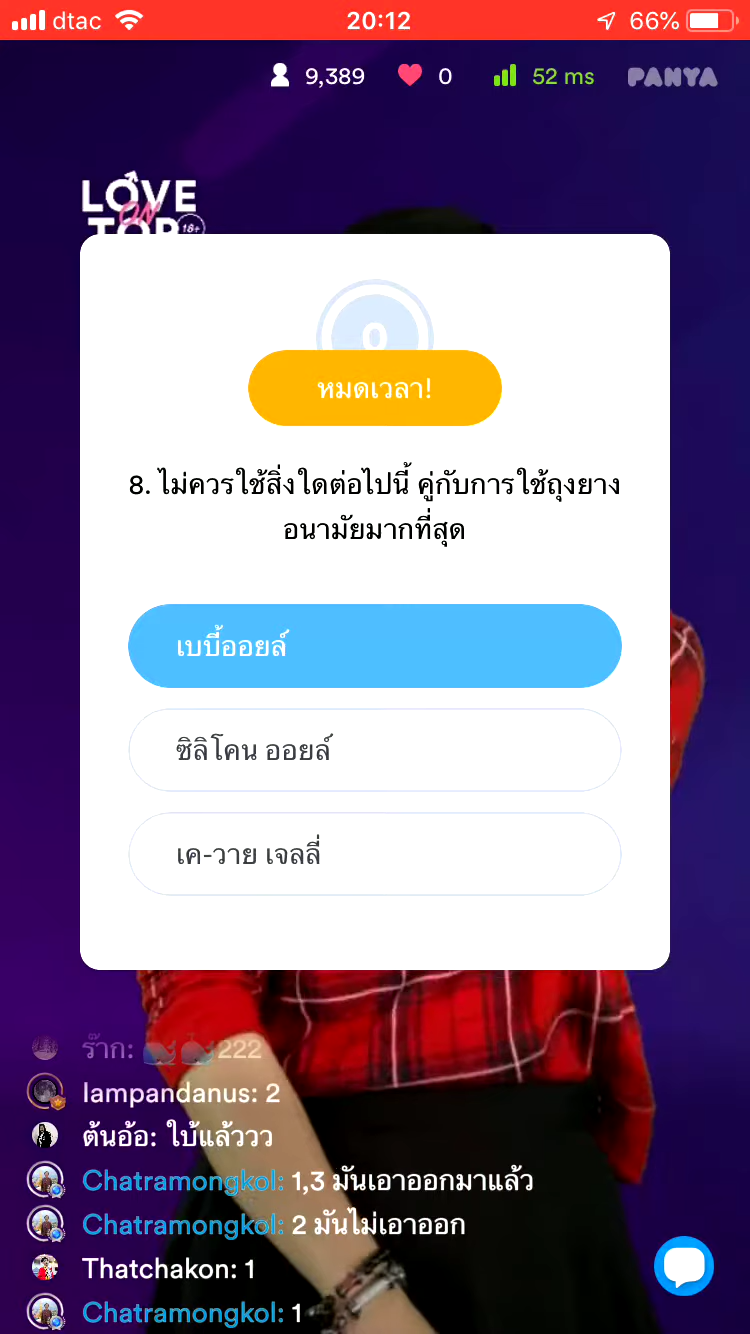 dtac 20:12 66%
9,389 0 52 ms PANYA
LOVE
ON
TOP 18+
0
หมดเวลา!
8. ไม่ควรใช้สิ่งใดต่อไปนี้ คู่กับการใช้ถุงยาง
อนามัยมากที่สุด
เบบี้ออยล์
ซิลิโคน ออยล์
เค-วาย เจลลี่
ร๊าก: 🐳🐳222
Iampandanus: 2
ต้นอ้อ: ใบ้แล้ววว
Chatramongkol: 1,3 มันเอาออกมาแล้ว
Chatramongkol: 2 มันไม่เอาออก
Thatchakon: 1
Chatramongkol: 1